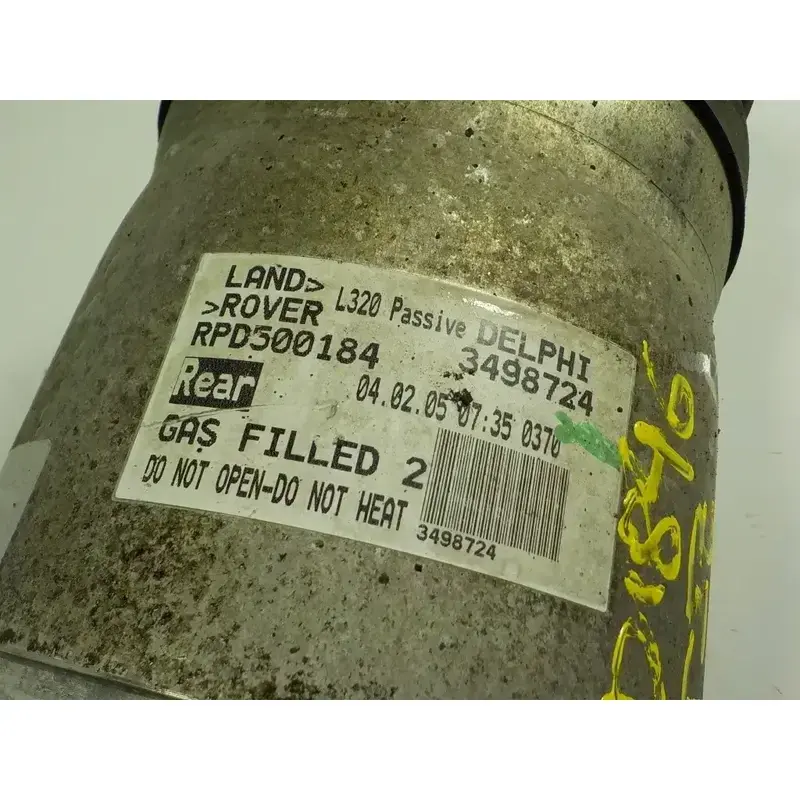 LAND> L320 Passive DELPHI
>ROVER
RPD500184 3498724
Rear 04.02.05 07:35 0370
GAS FILLED 2
DO NOT OPEN-DO NOT HEAT
3498724